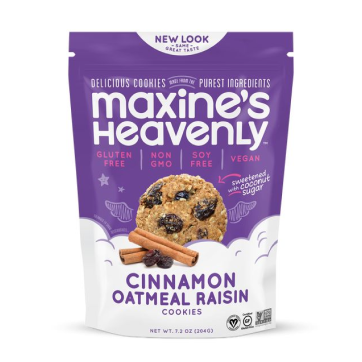 NEW LOOK
SAME
GREAT TASTE
DELICIOUS COOKIES MADE FROM THE PUREST INGREDIENTS
maxine's
Heavenly
GLUTEN
FREE
NON
GMO
SOY
FREE
VEGAN
sweetened
with coconut
sugar
CINNAMON
OATMEAL RAISIN
COOKIES
NET WT. 7.2 OZ (204G)